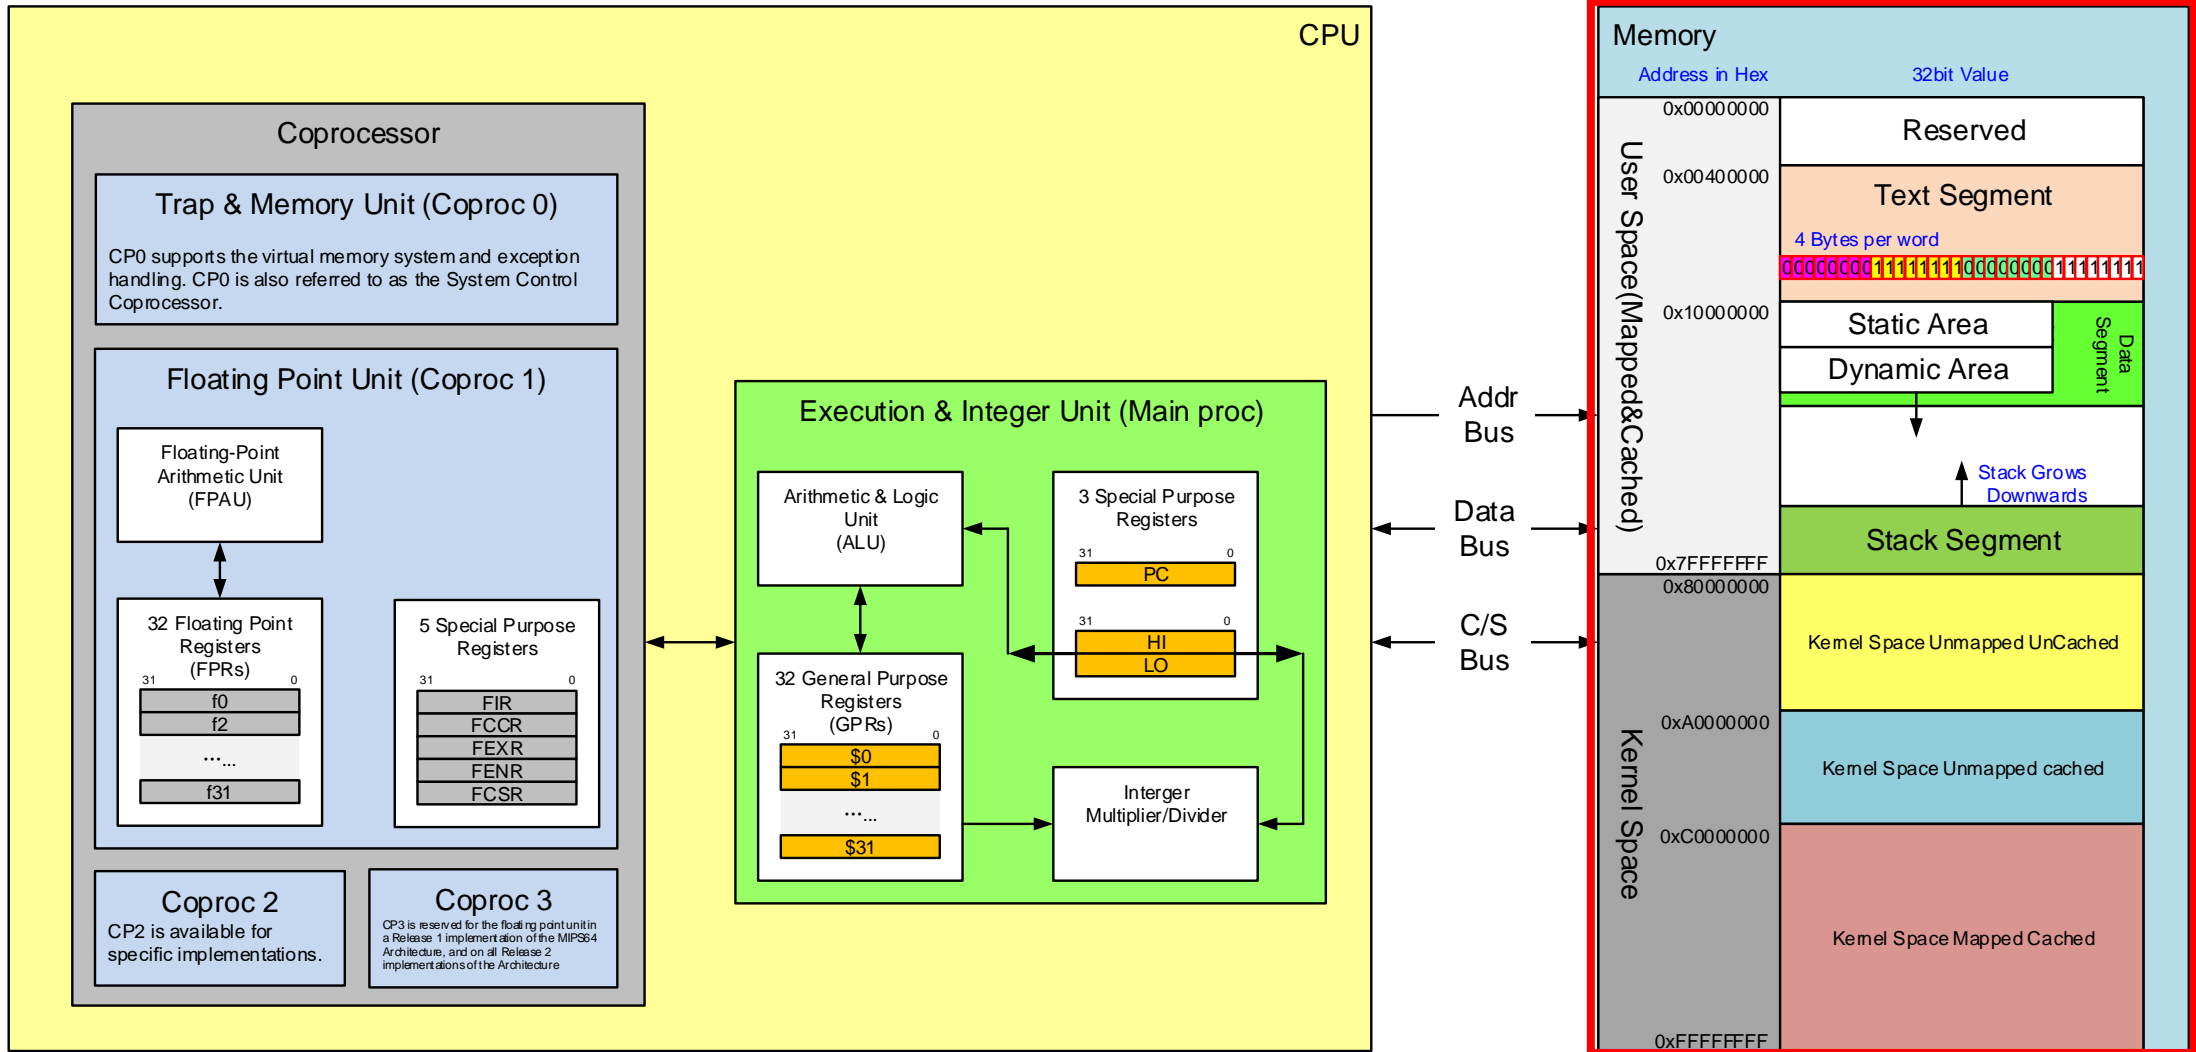 CPU
Coprocessor
Trap & Memory Unit (Coproc 0)
CP0 supports the virtual memory system and exception
handling. CP0 is also referred to as the System Control
Coprocessor.
Floating Point Unit (Coproc 1)
Floating-Point
Arithmetic Unit
(FPAU)
32 Floating Point
Registers
(FPRs)
31 0
f0
f2
......
f31
5 Special Purpose
Registers
31 0
FIR
FCCR
FEXR
FENR
FCSR
Coproc 2
CP2 is available for
specific implementations.
Coproc 3
CP3 is reserved for the floating point unit in
a Release 1 implementation of the MIPS64
Architecture, and on all Release 2
implementations of the Architecture
Execution & Integer Unit (Main proc)
Arithmetic & Logic
Unit
(ALU)
3 Special Purpose
Registers
31 0
PC
31 0
HI
LO
32 General Purpose
Registers
(GPRs)
31 0
$0
$1
......
$31
Interger
Multiplier/Divider
Addr
Bus
Data
Bus
C/S
Bus
Memory
Address in Hex 32bit Value
User Space(Mapped&Cached)
0x00000000
Reserved
0x00400000
Text Segment
4 Bytes per word
00000000111111110000000011111111
0x10000000
Static Area
Dynamic Area
Data
Segment
Stack Grows
Downwards
Stack Segment
0x7FFFFFFF
Kernel Space
0x80000000
Kernel Space Unmapped UnCached
0xA0000000
Kernel Space Unmapped cached
0xC0000000
Kernel Space Mapped Cached
0xFFFFFFFF